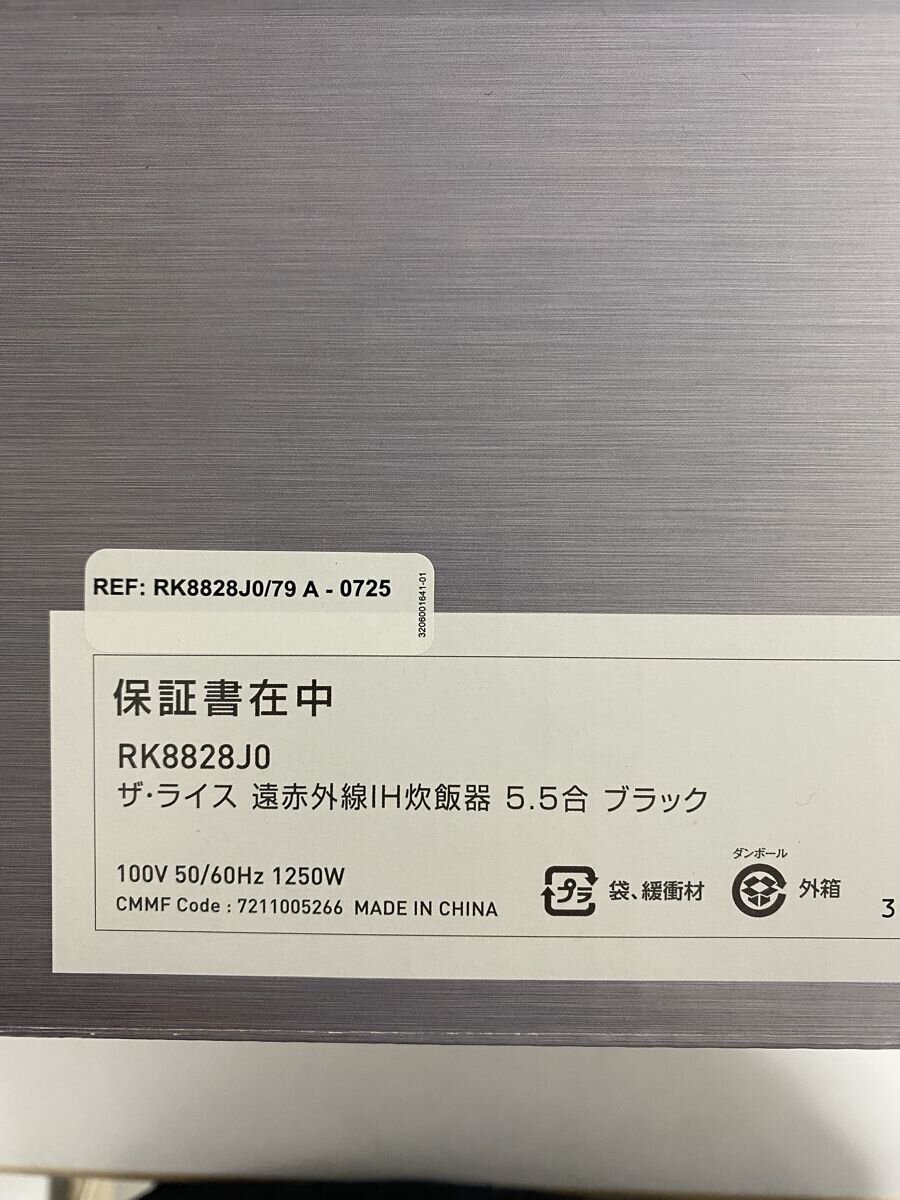 REF: RK8828J0/79 A - 0725
3206001641-01
保証書在中
RK8828J0
ザ・ライス 遠赤外線IH炊飯器 5.5合 ブラック
100V 50/60Hz 1250W
CMMF Code : 7211005266 MADE IN CHINA
プラ 袋、緩衝材
ダンボール
外箱
3